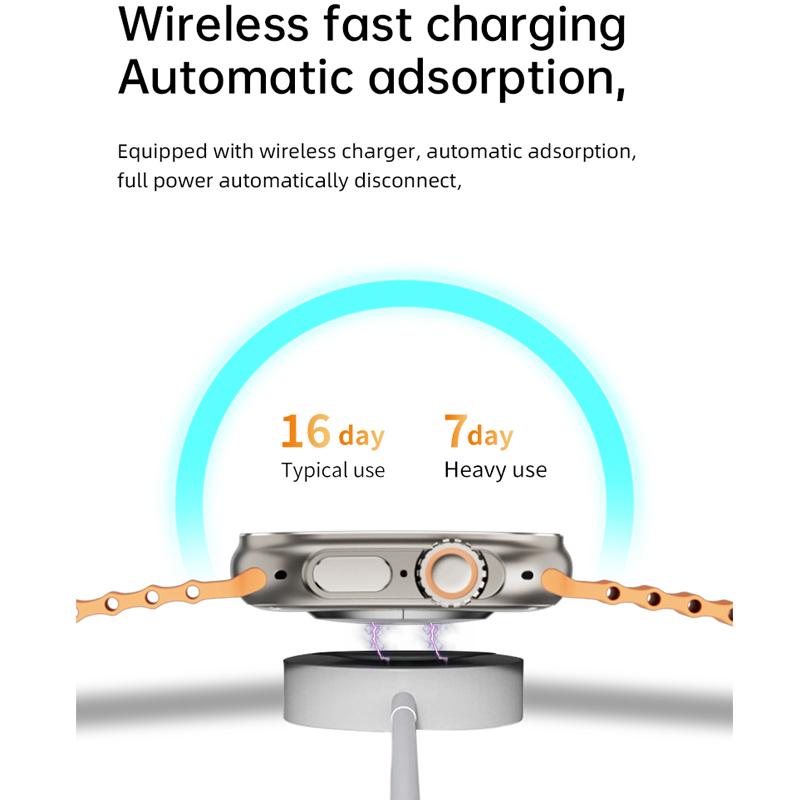 Wireless fast charging
Automatic adsorption,
Equipped with wireless charger, automatic adsorption,
full power automatically disconnect,
16 day 7day
Typical use Heavy use